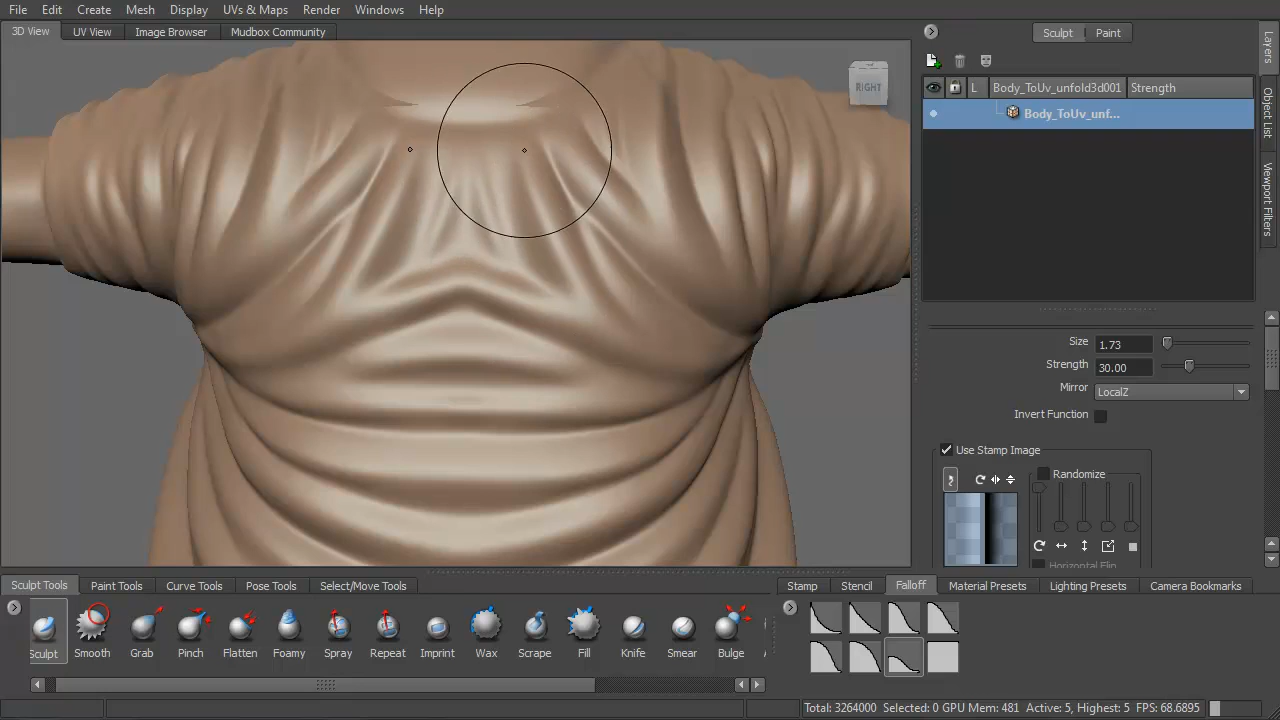 File Edit Create Mesh Display UVs & Maps Render Windows Help
3D View UV View Image Browser Mudbox Community
Sculpt Paint
RIGHT
L Body_ToUv_unfold3d001 Strength
Body_ToUv_unf...
Layers
Object List
Viewport Filters
Size 1.73
Strength 30.00
Mirror LocalZ
Invert Function
Use Stamp Image
Randomize
Horizontal Flip
Sculpt Tools Paint Tools Curve Tools Pose Tools Select/Move Tools
Stamp Stencil Falloff Material Presets Lighting Presets Camera Bookmarks
Sculpt Smooth Grab Pinch Flatten Foamy Spray Repeat Imprint Wax Scrape Fill Knife Smear Bulge
Total: 3264000 Selected: 0 GPU Mem: 481 Active: 5, Highest: 5 FPS: 68.6895